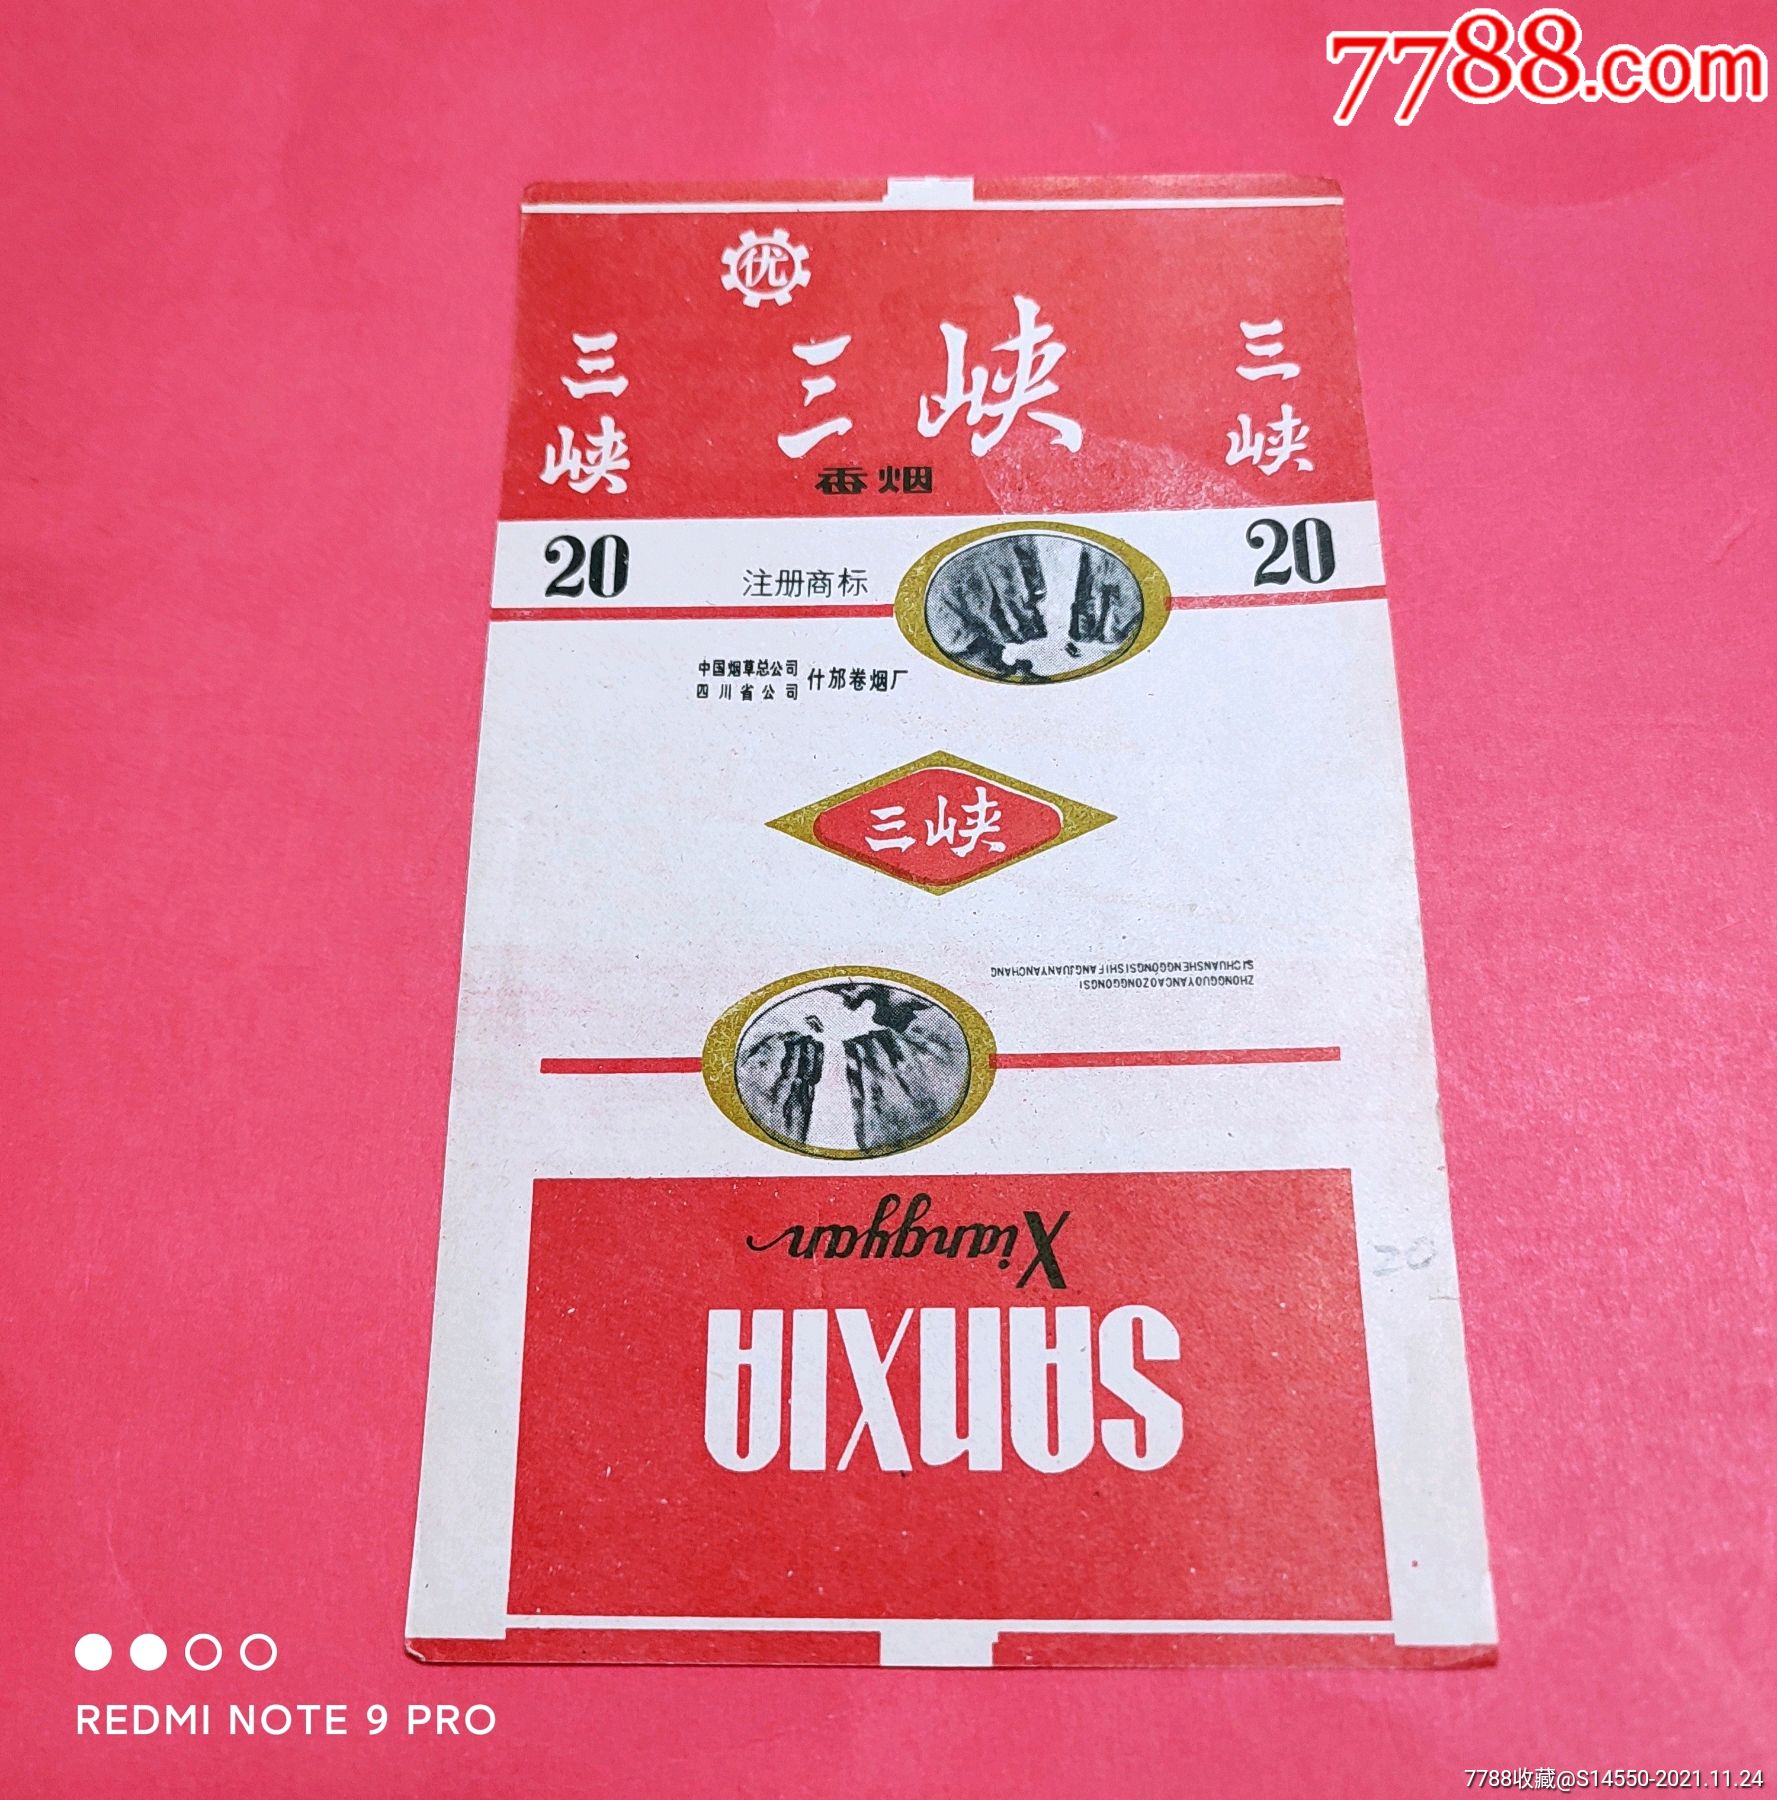 7788.com
优
三峡
三峡
三峡
香烟
20
20
注册商标
中国烟草总公司
四川省公司
什邡卷烟厂
三峡
ZHONGGUOYANCAOZONGGONGSI
SICHUANSHENGGONGSISHIFANGJUANYANCHANG
Xiangyan
SANXIA
20
REDMI NOTE 9 PRO
7788收藏@S14550-2021.11.24